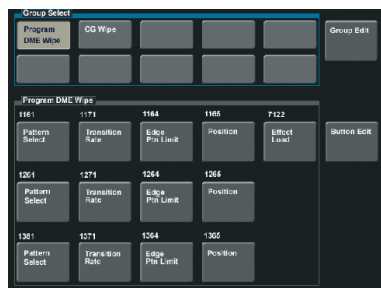 Group Select
Program DME Wipe
CG Wipe
Group Edit
Program DME Wipe
1161 1171 1164 1165 7122
Pattern Select
Transition Rate
Edge Ptn Limit
Position
Effect Load
Button Edit
1261 1271 1264 1265
Pattern Select
Transition Rate
Edge Ptn Limit
Position
1361 1371 1364 1365
Pattern Select
Transition Rate
Edge Ptn Limit
Position